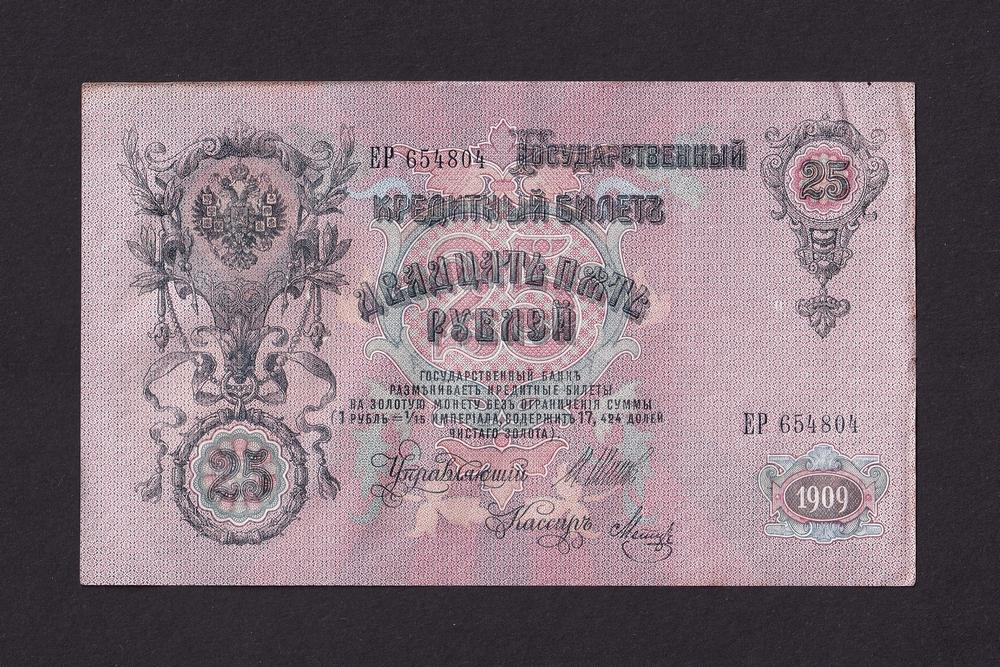 ЕР 654804 Государственный
Кредитный Билетъ
Двадцать пять
рублей
25
25
ГОСУДАРСТВЕННЫЙ БАНКЪ
РАЗМѢНИВАЕТЪ КРЕДИТНЫЕ БИЛЕТЫ
НА ЗОЛОТУЮ МОНЕТУ БЕЗЪ ОГРАНИЧЕНІЯ СУММЫ
(1 РУБЛЬ = 1/15 ИМПЕРІАЛА, СОДЕРЖИТЪ 17, 424 ДОЛЕЙ
ЧИСТАГО ЗОЛОТА).
ЕР 654804
25
Управляющій
1909
Кассиръ